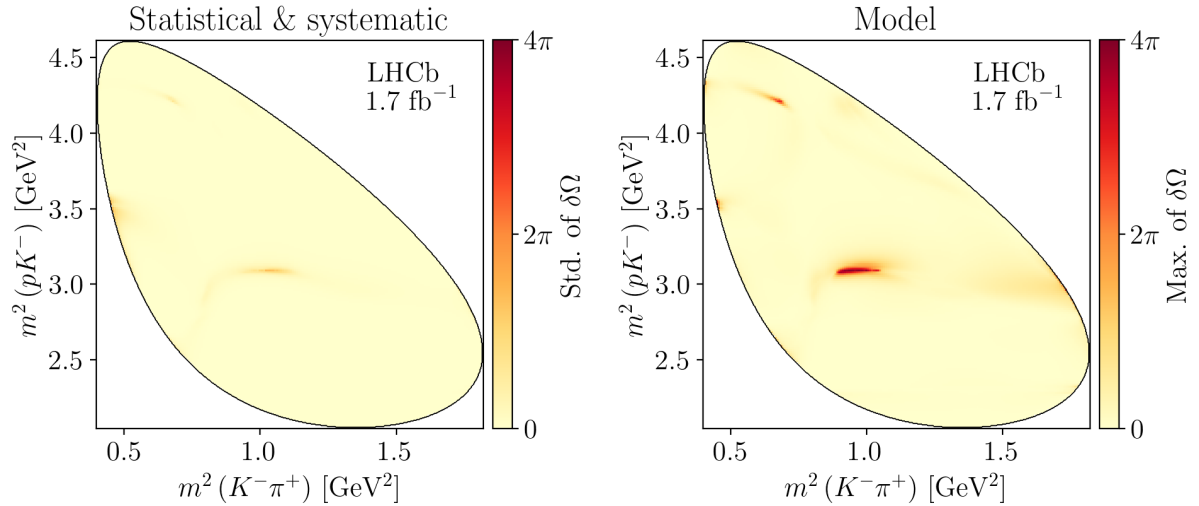 Statistical & systematic
LHCb
1.7 fb⁻¹
4.5
4.0
3.5
3.0
2.5
m² (pK⁻) [GeV²]
0.5
1.0
1.5
m² (K⁻π⁺) [GeV²]
4π
2π
0
Std. of δΩ
Model
LHCb
1.7 fb⁻¹
4.5
4.0
3.5
3.0
2.5
m² (pK⁻) [GeV²]
0.5
1.0
1.5
m² (K⁻π⁺) [GeV²]
4π
2π
0
Max. of δΩ